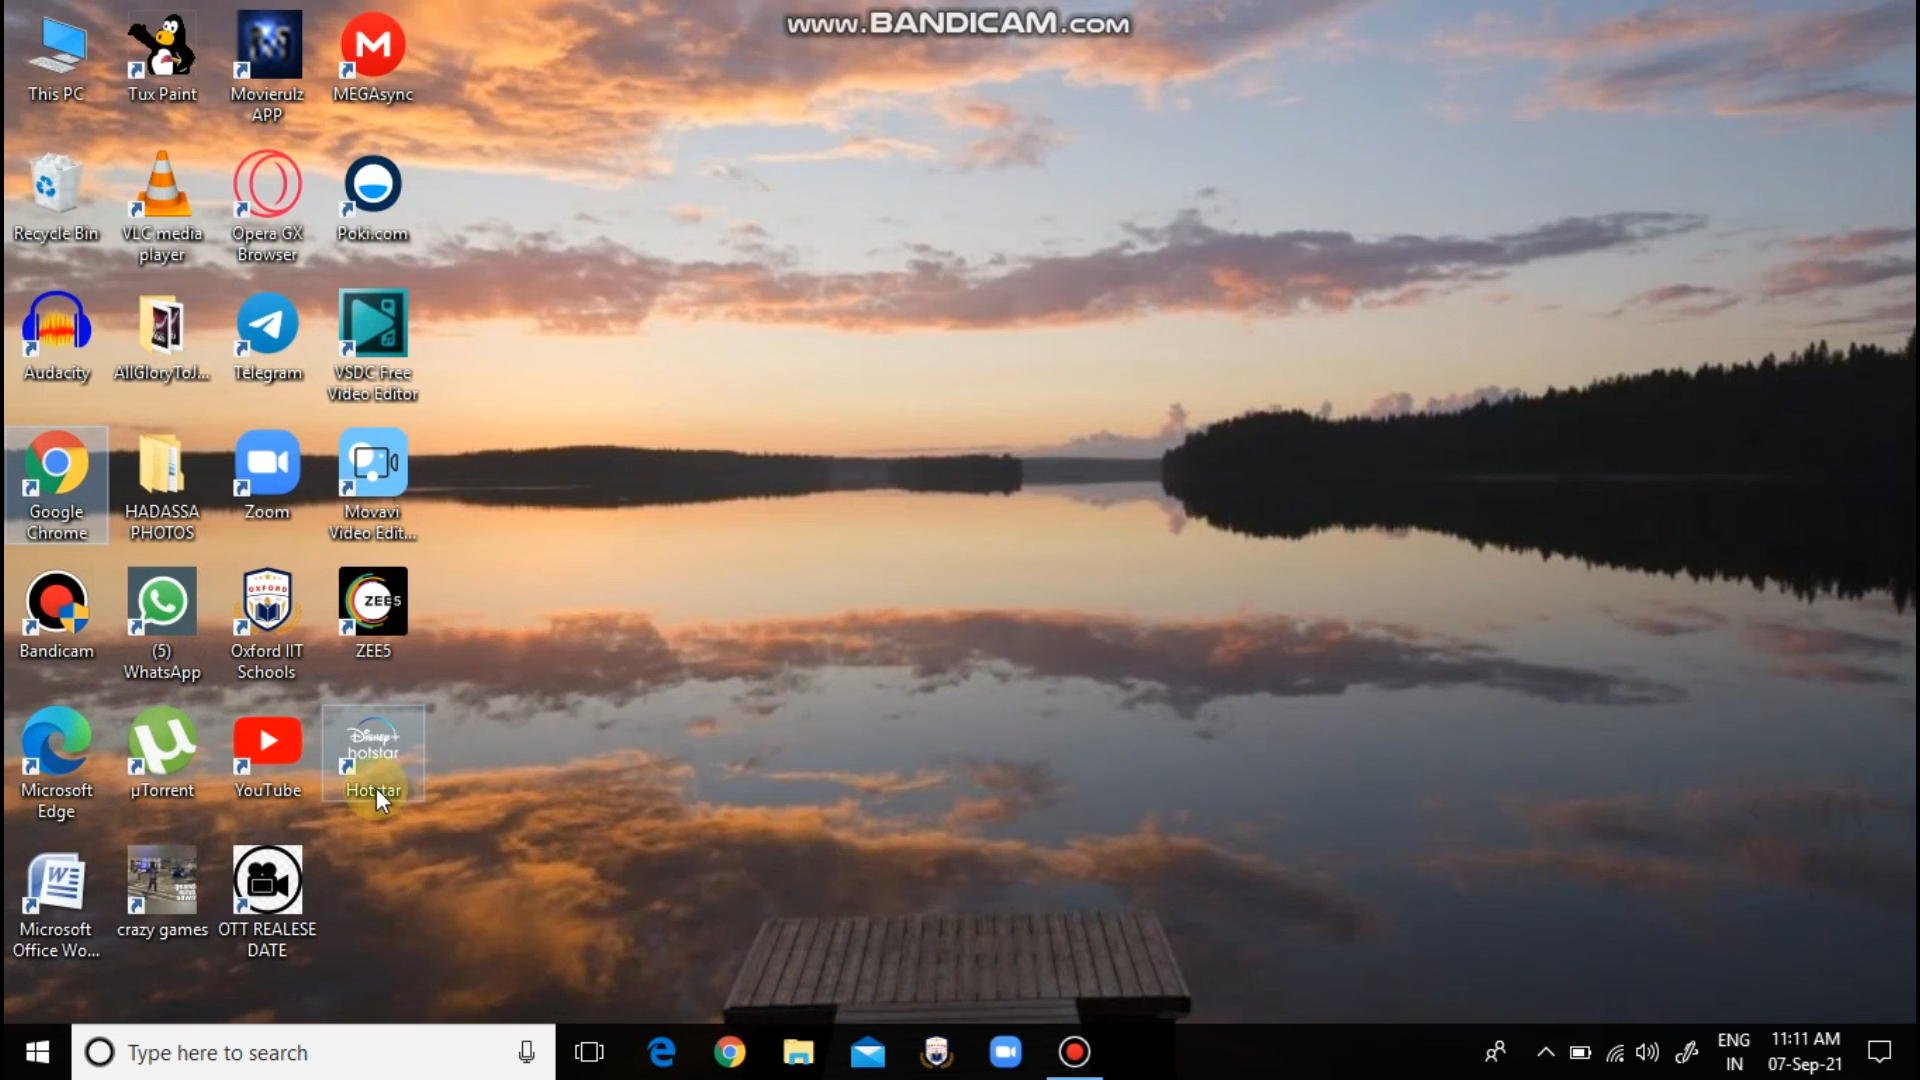 www.BANDICAM.com
This PC
Tux Paint
Movierulz
APP
MEGAsync
Recycle Bin
VLC media
player
Opera GX
Browser
Poki.com
Audacity
AllGloryToJ...
Telegram
VSDC Free
Video Editor
Google
Chrome
HADASSA
PHOTOS
Zoom
Movavi
Video Edit...
OXFORD
ZEE5
Bandicam
(5)
WhatsApp
Oxford IIT
Schools
ZEE5
Disney+
hotstar
Microsoft
Edge
µTorrent
YouTube
Hotstar
Microsoft
Office Wo...
crazy games
OTT REALESE
DATE
Type here to search
ENG
IN
11:11 AM
07-Sep-21